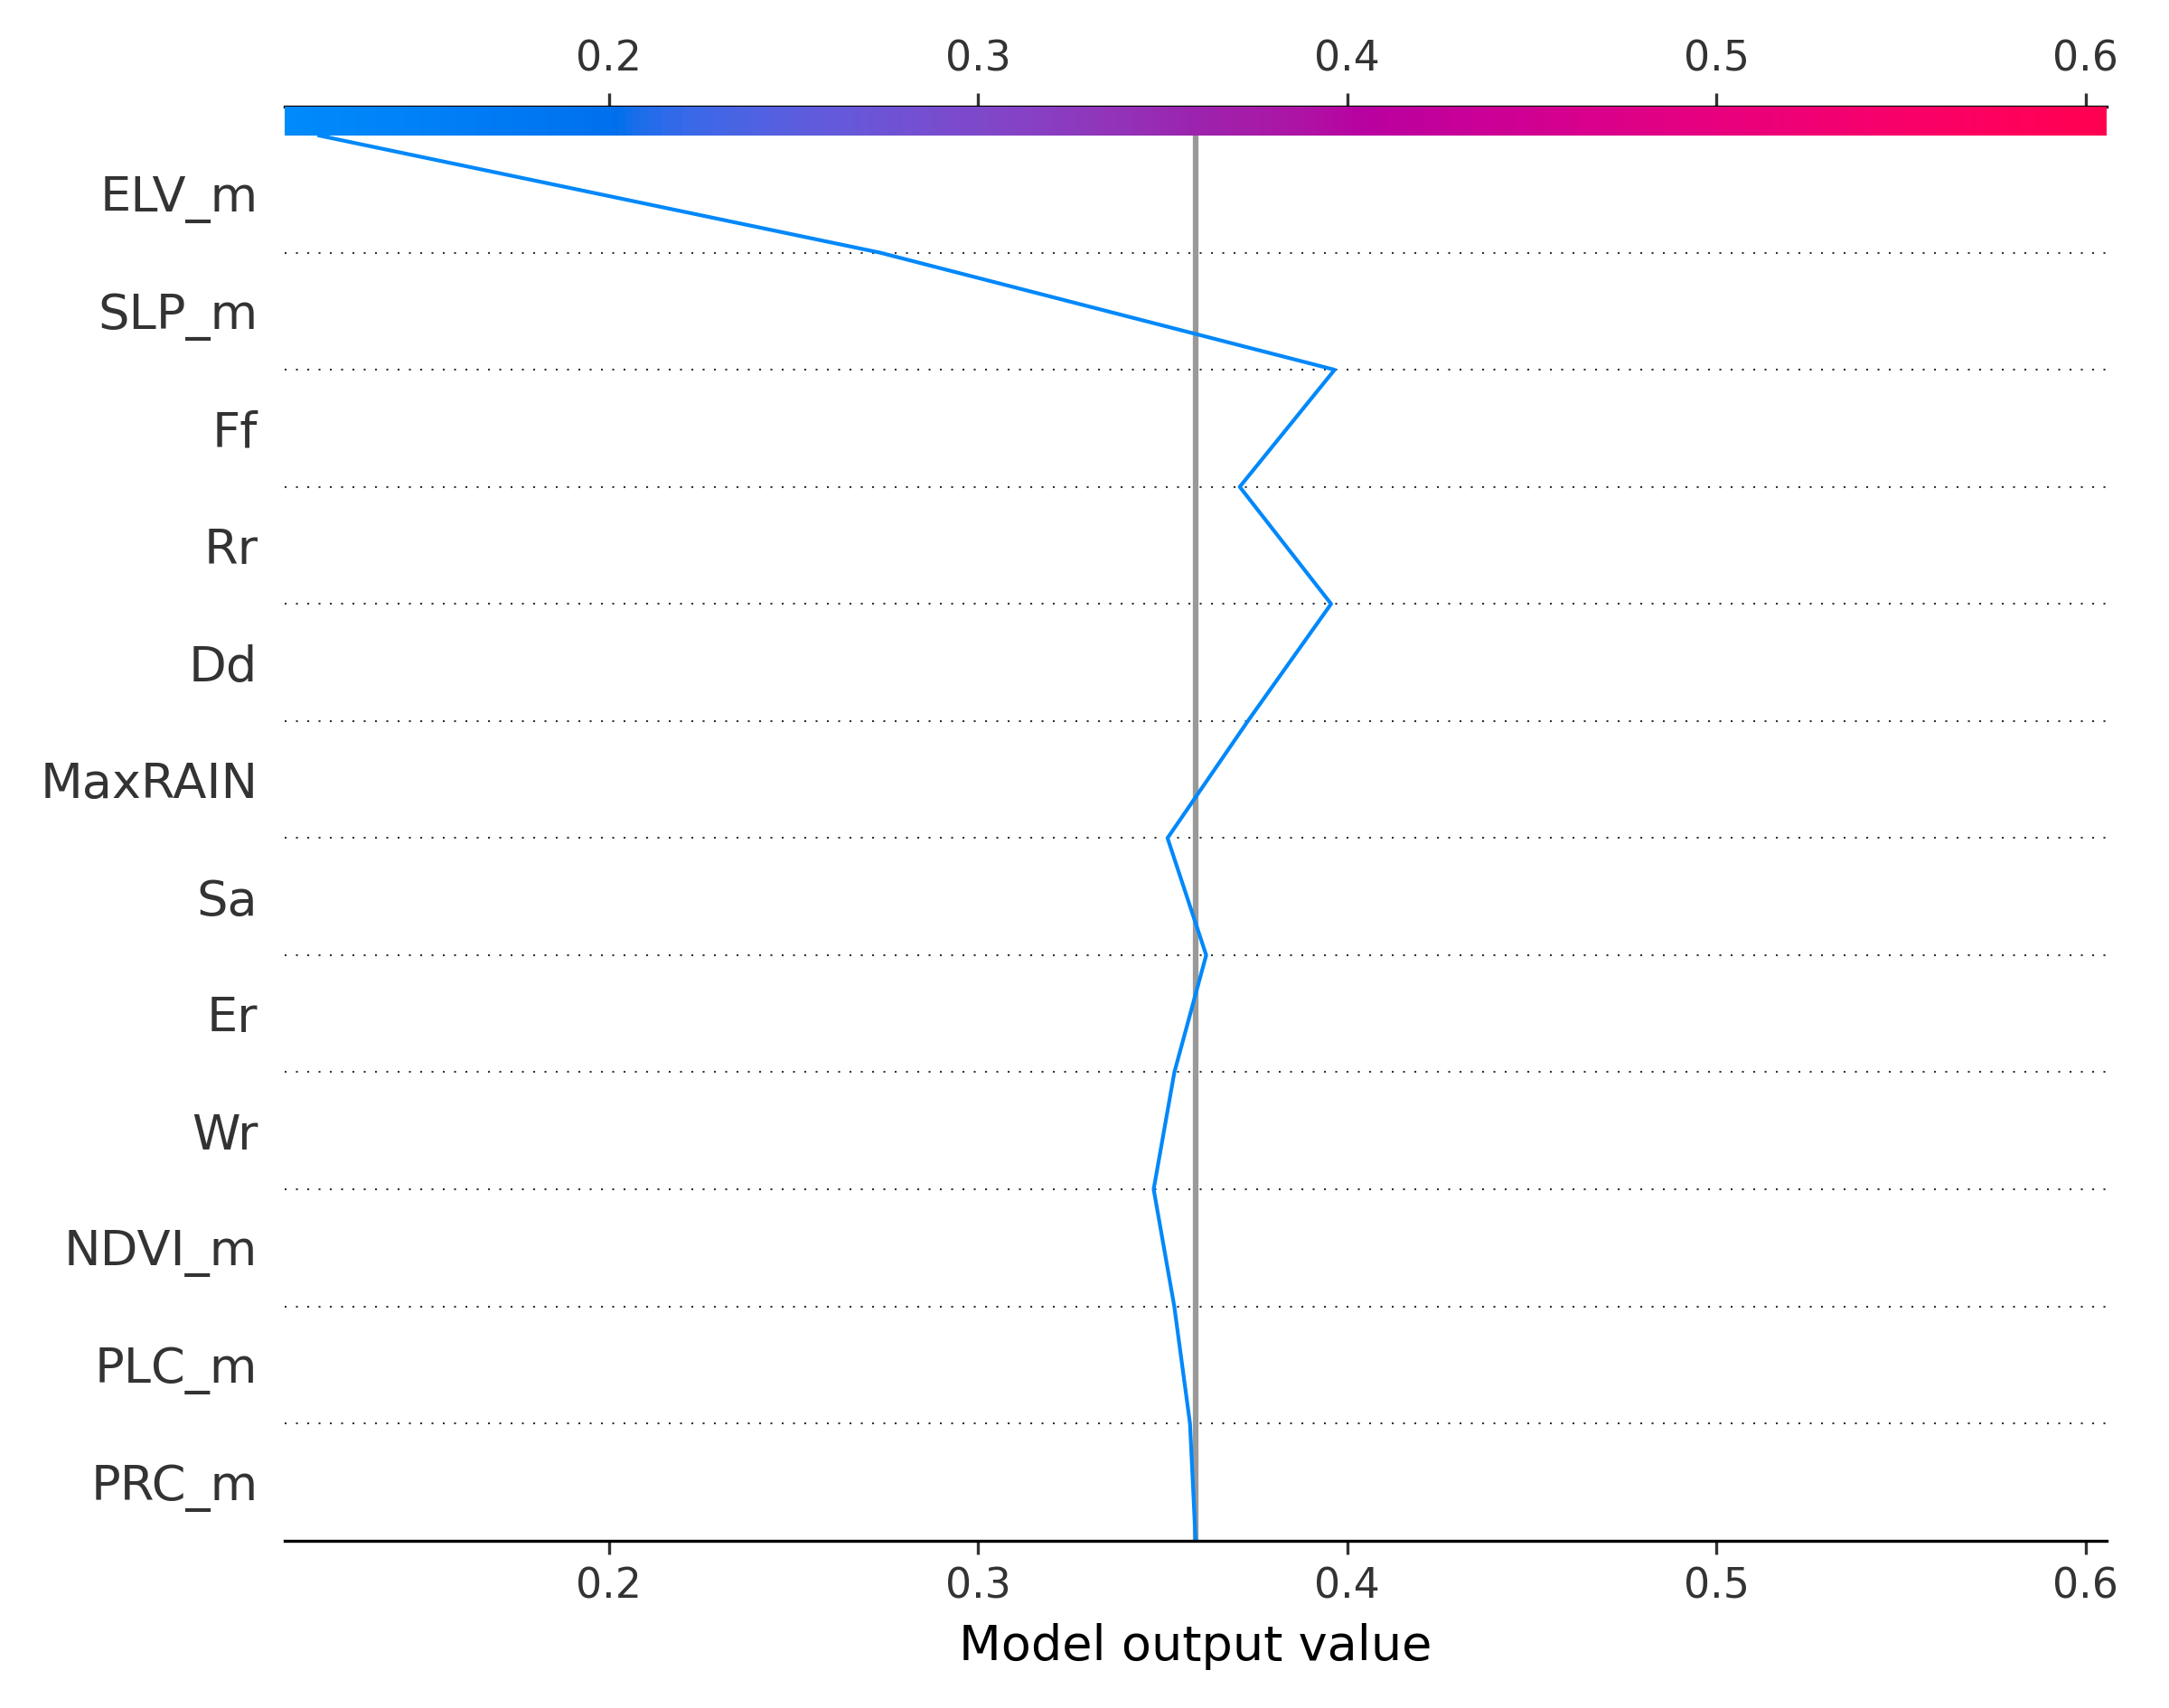 0.2 0.3 0.4 0.5 0.6
ELV_m
SLP_m
Ff
Rr
Dd
MaxRAIN
Sa
Er
Wr
NDVI_m
PLC_m
PRC_m
0.2 0.3 0.4 0.5 0.6
Model output value